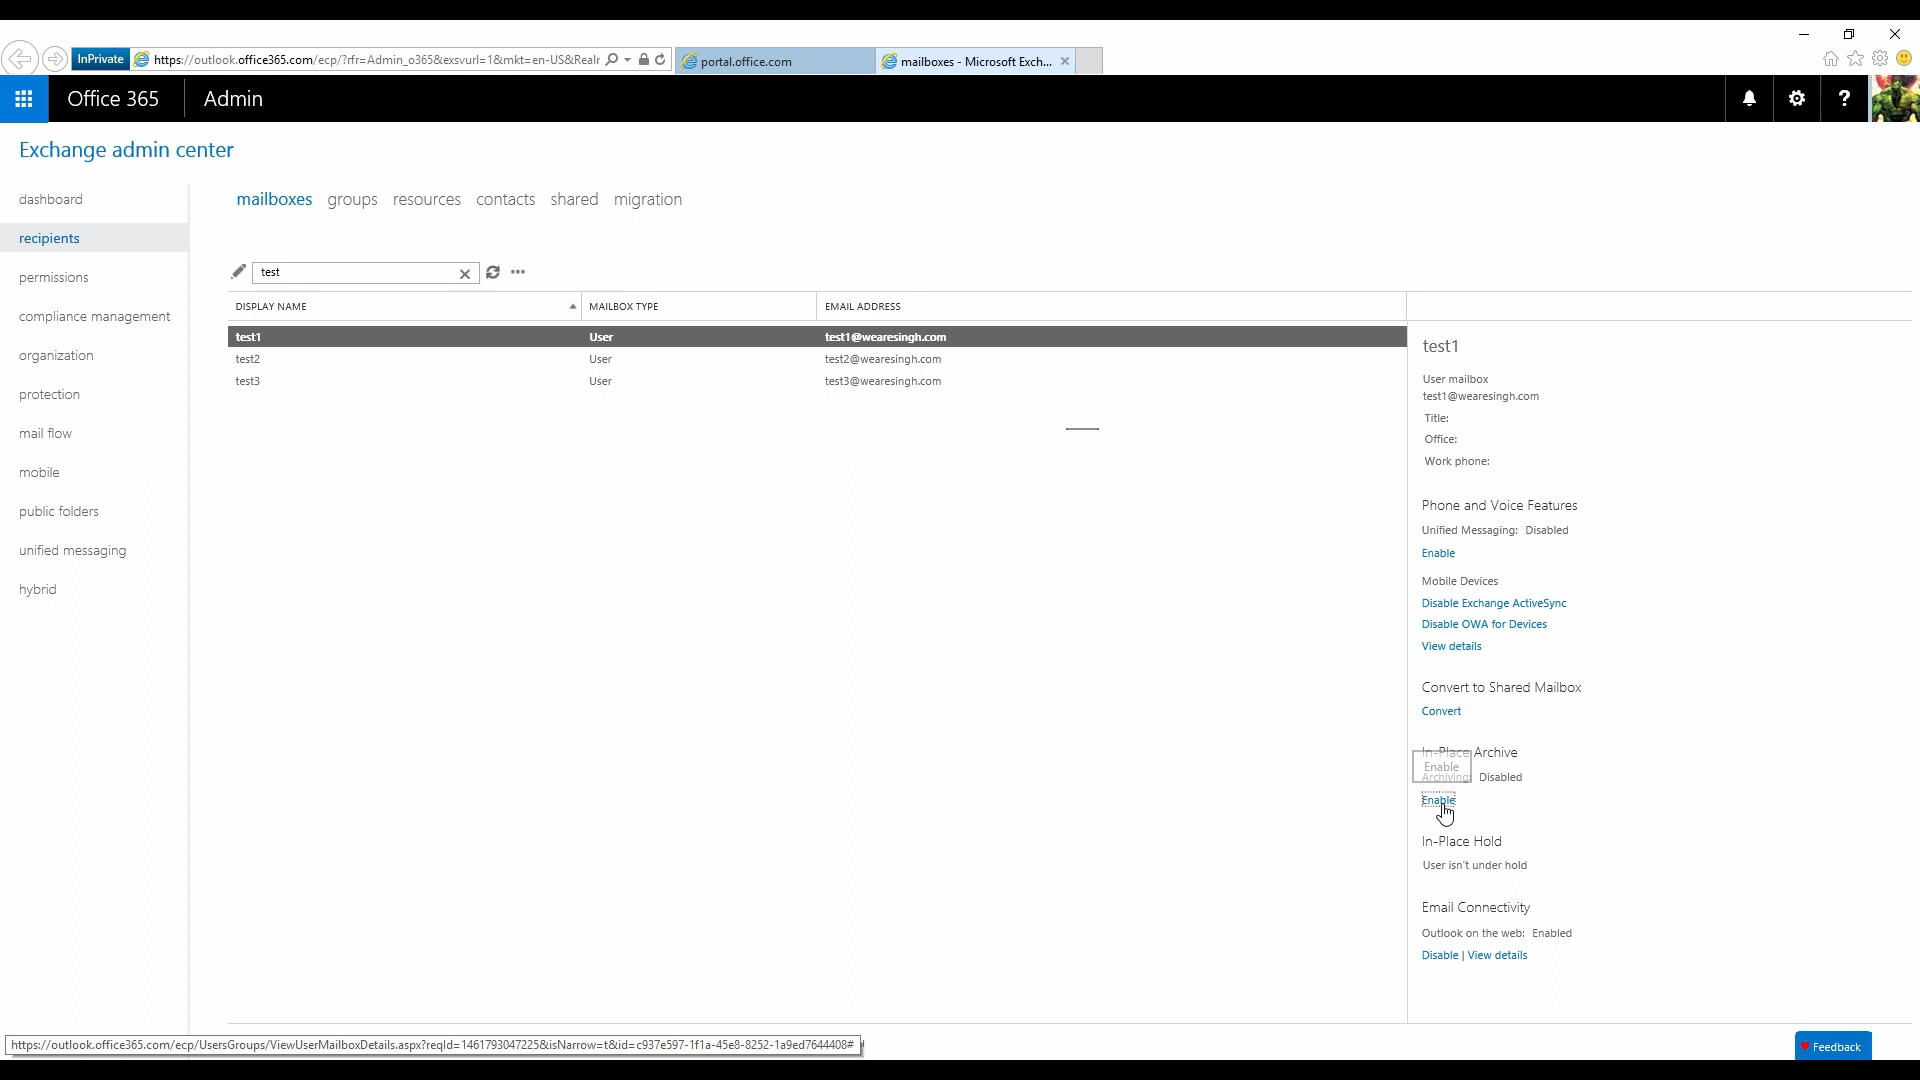 InPrivate
https://outlook.office365.com/ecp/?rfr=Admin_o365&exsvurl=1&mkt=en-US&Realr
portal.office.com
mailboxes - Microsoft Exch...
Office 365
Admin
?
Exchange admin center
dashboard
recipients
permissions
compliance management
organization
protection
mail flow
mobile
public folders
unified messaging
hybrid
mailboxes groups resources contacts shared migration
test
DISPLAY NAME MAILBOX TYPE EMAIL ADDRESS
test1 User test1@wearesingh.com
test2 User test2@wearesingh.com
test3 User test3@wearesingh.com
test1
User mailbox
test1@wearesingh.com
Title:
Office:
Work phone:
Phone and Voice Features
Unified Messaging: Disabled
Enable
Mobile Devices
Disable Exchange ActiveSync
Disable OWA for Devices
View details
Convert to Shared Mailbox
Convert
In-Place Archive
Enable
Archiving: Disabled
Enable
In-Place Hold
User isn't under hold
Email Connectivity
Outlook on the web: Enabled
Disable | View details
https://outlook.office365.com/ecp/UsersGroups/ViewUserMailboxDetails.aspx?reqId=1461793047225&isNarrow=t&id=c937e597-1f1a-45e8-8252-1a9ed7644408#
Feedback